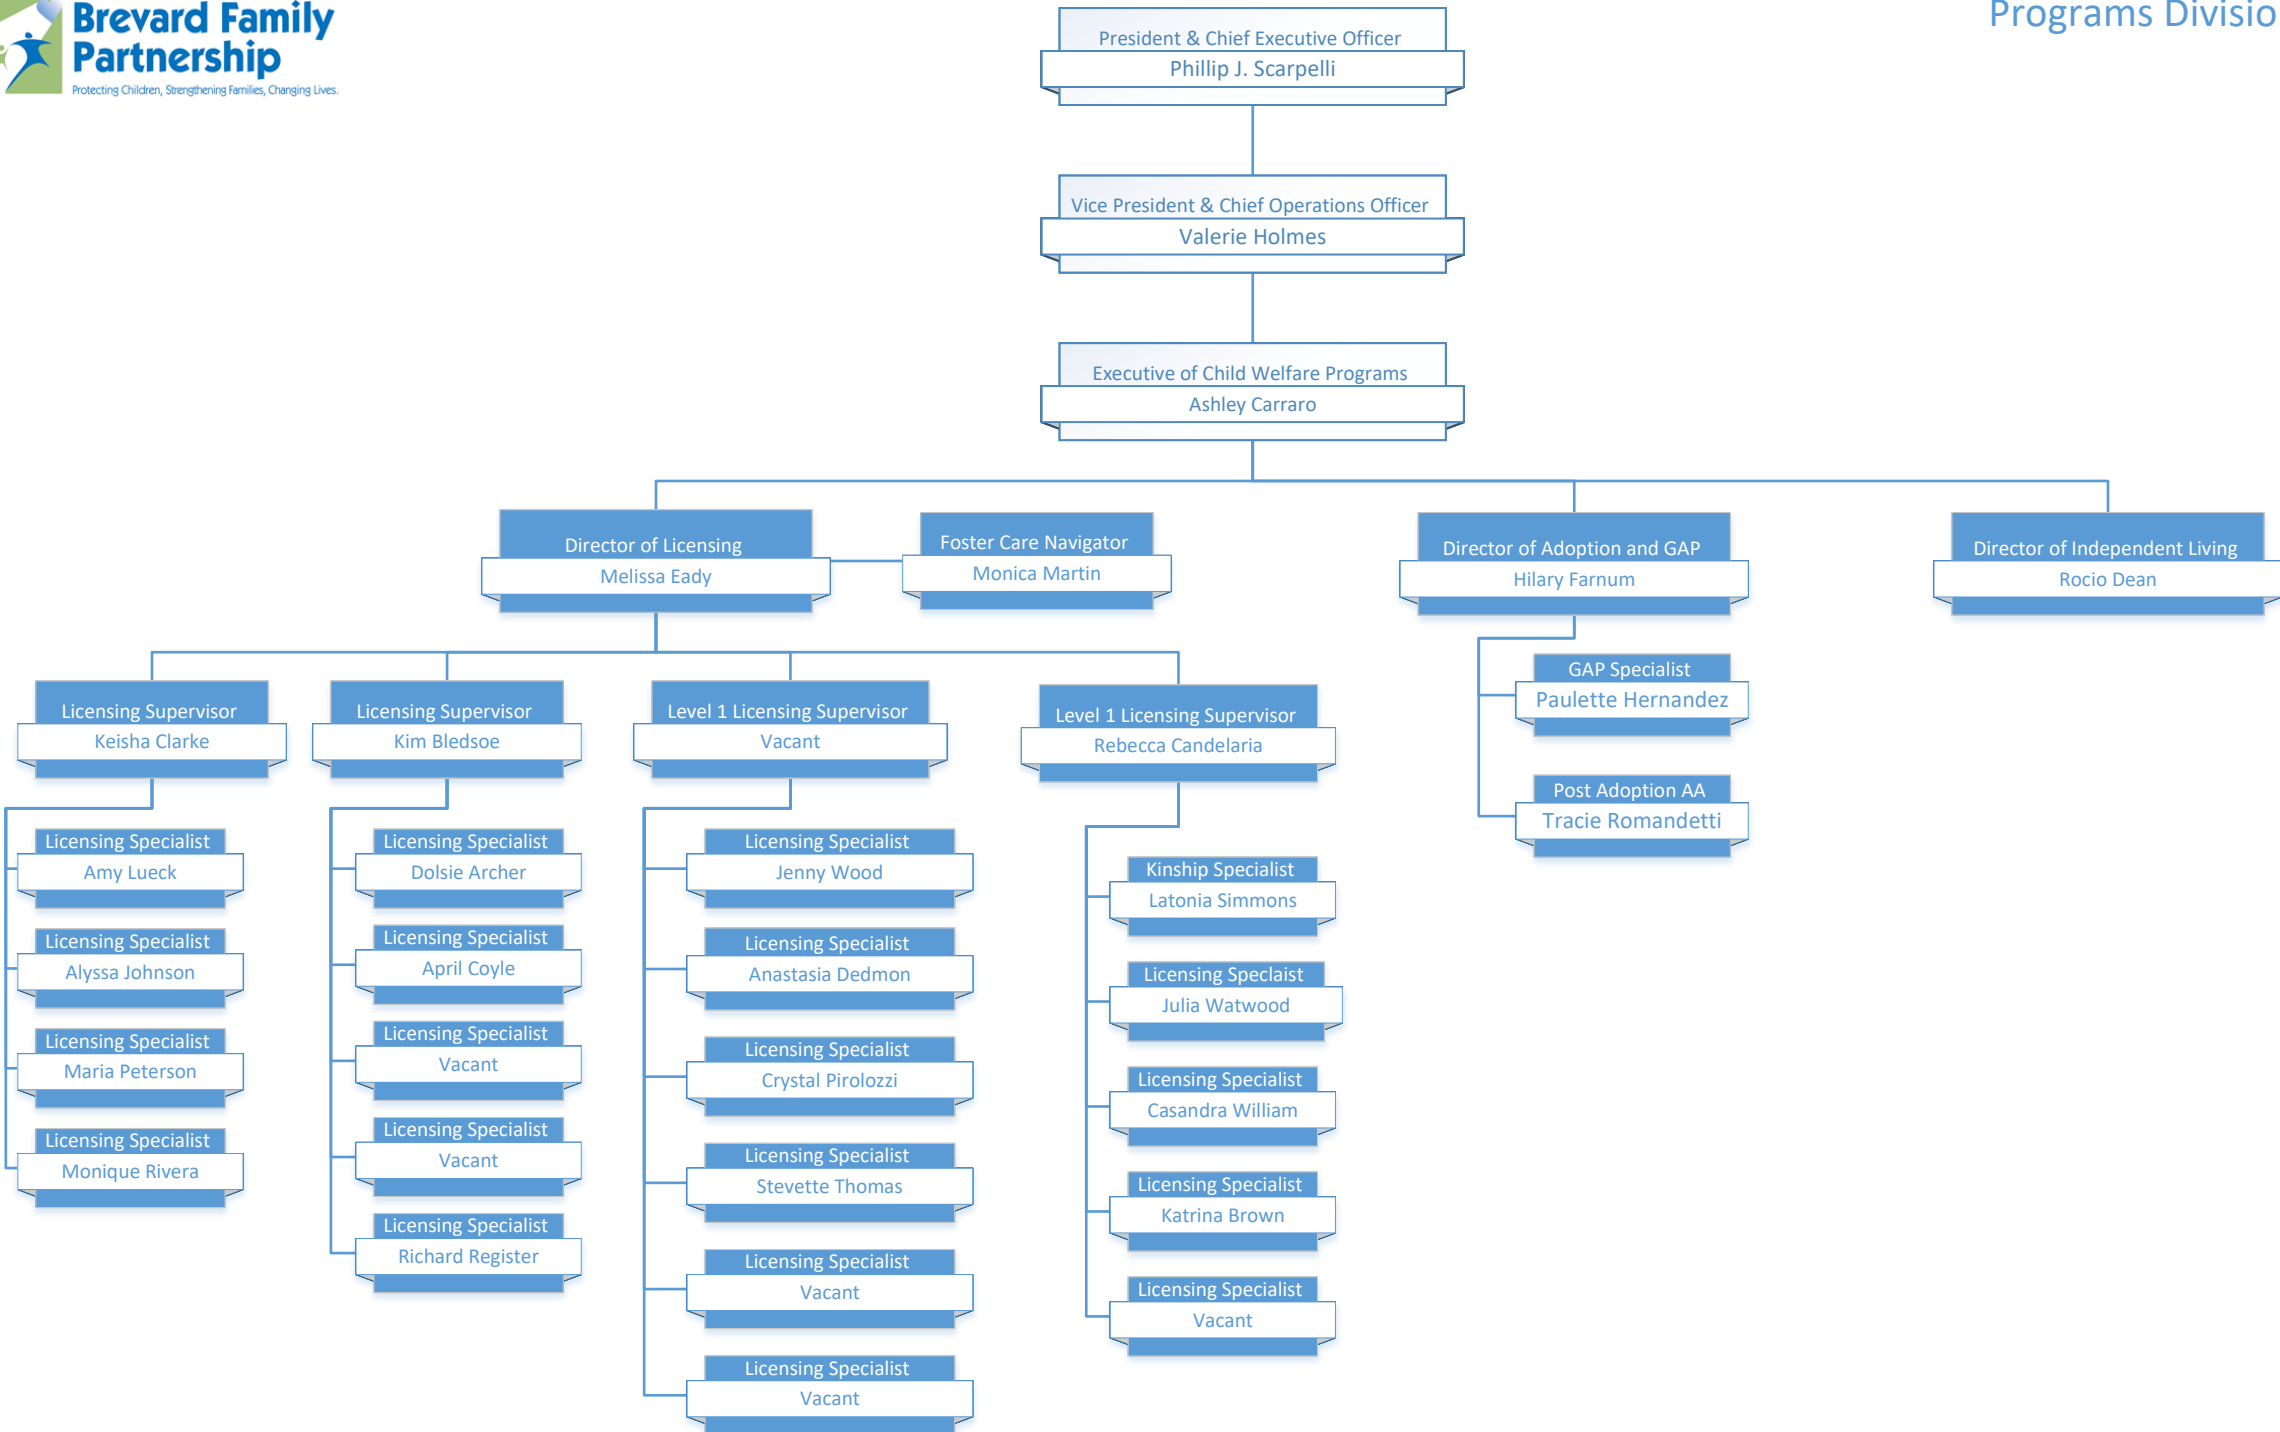 Brevard Family
Partnership
Protecting Children, Strengthening Families, Changing Lives.
Programs Divisio
President & Chief Executive Officer
Phillip J. Scarpelli
Vice President & Chief Operations Officer
Valerie Holmes
Executive of Child Welfare Programs
Ashley Carraro
Director of Licensing
Melissa Eady
Foster Care Navigator
Monica Martin
Director of Adoption and GAP
Hilary Farnum
Director of Independent Living
Rocio Dean
GAP Specialist
Paulette Hernandez
Post Adoption AA
Tracie Romandetti
Licensing Supervisor
Keisha Clarke
Licensing Specialist
Amy Lueck
Licensing Specialist
Alyssa Johnson
Licensing Specialist
Maria Peterson
Licensing Specialist
Monique Rivera
Licensing Supervisor
Kim Bledsoe
Licensing Specialist
Dolsie Archer
Licensing Specialist
April Coyle
Licensing Specialist
Vacant
Licensing Specialist
Vacant
Licensing Specialist
Richard Register
Level 1 Licensing Supervisor
Vacant
Licensing Specialist
Jenny Wood
Licensing Specialist
Anastasia Dedmon
Licensing Specialist
Crystal Pirolozzi
Licensing Specialist
Stevette Thomas
Licensing Specialist
Vacant
Licensing Specialist
Vacant
Level 1 Licensing Supervisor
Rebecca Candelaria
Kinship Specialist
Latonia Simmons
Licensing Speclaist
Julia Watwood
Licensing Specialist
Casandra William
Licensing Specialist
Katrina Brown
Licensing Specialist
Vacant